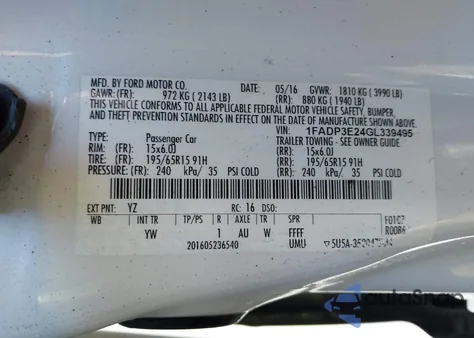 MFD. BY FORD MOTOR CO.
DATE: 05/16 GVWR: 1810 KG (3990 LB)
GAWR: (FR): 972 KG (2143 LB) (RR): 880 KG (1940 LB)
THIS VEHICLE CONFORMS TO ALL APPLICABLE FEDERAL MOTOR VEHICLE SAFETY, BUMPER,
AND THEFT PREVENTION STANDARDS IN EFFECT ON THE DATE OF MANUFACTURE SHOWN ABOVE.
VIN: 1FADP3E24GL339495
TYPE: Passenger Car TRAILER TOWING - SEE OWNER GUIDE
RIM: (FR): 15x6.0J (RR): 15x6.0J
TIRE: (FR): 195/65R15 91H (RR): 195/65R15 91H
PRESSURE: (FR): 240 kPa/ 35 PSI COLD (RR): 240 kPa/ 35 PSI COLD
EXT PNT: YZ RC: 16 DSO:
WB INT TR TP/PS R AXLE TR SPR
YW 1 AU W FFFF
201605236540 UMU
AutoSnap